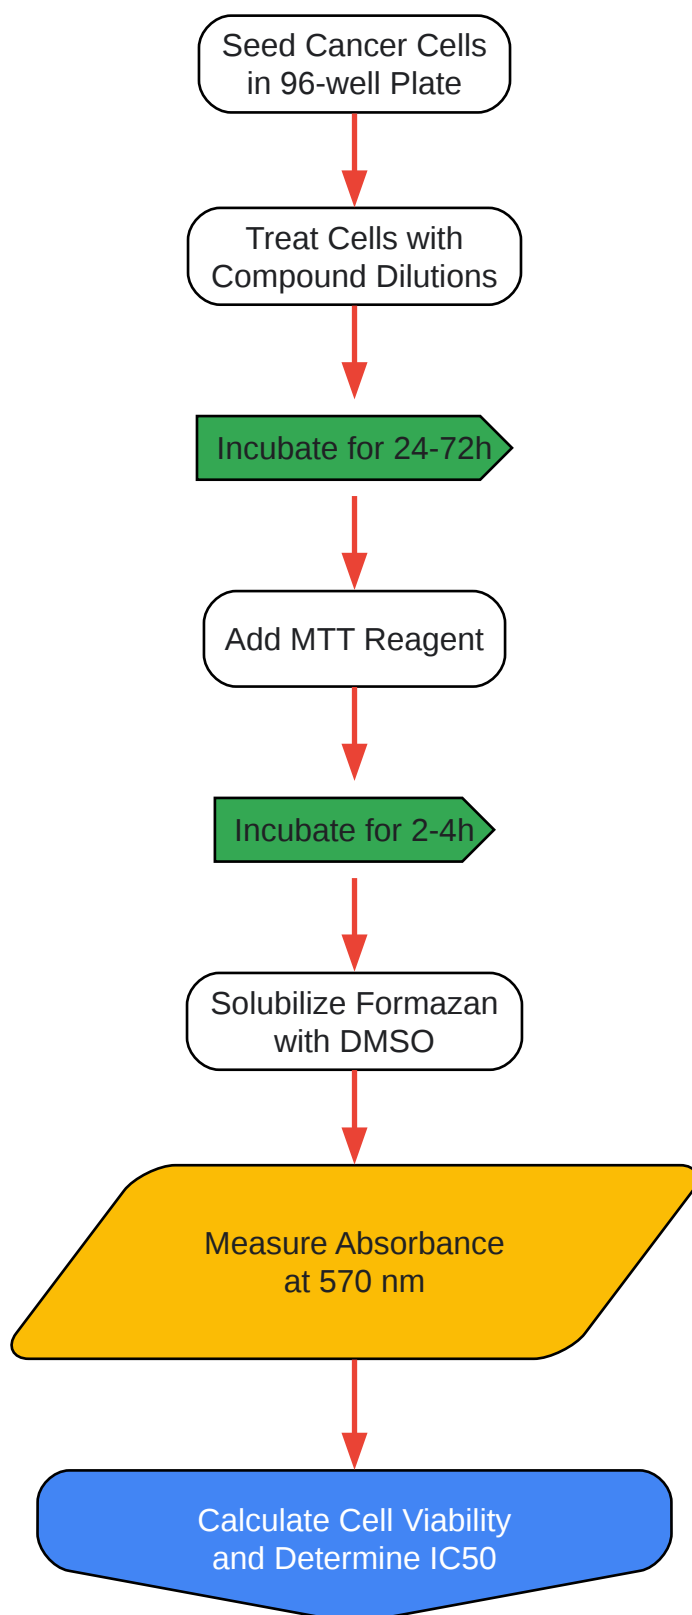 Seed Cancer Cells
in 96-well Plate
Treat Cells with
Compound Dilutions
Incubate for 24-72h
Add MTT Reagent
Incubate for 2-4h
Solubilize Formazan
with DMSO
Measure Absorbance
at 570 nm
Calculate Cell Viability
and Determine IC50